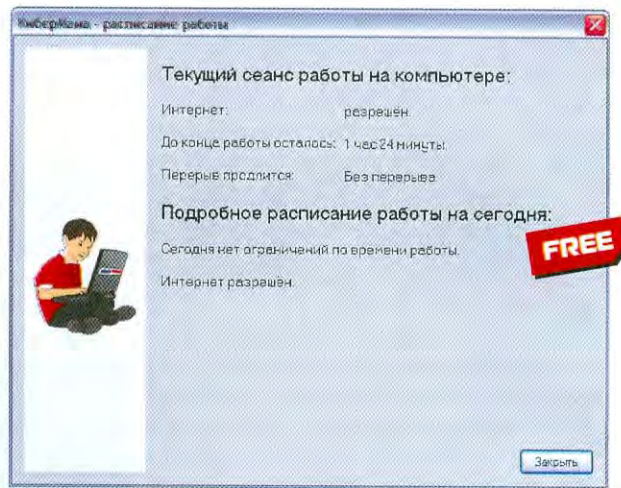 КиберМама - расписание работы
Текущий сеанс работы на компьютере:
Интернет: разрешён.
До конца работы осталось: 1 час 24 минуты.
Перерыв продлится: Без перерыва
Подробное расписание работы на сегодня:
Сегодня нет ограничений по времени работы.
FREE
Интернет разрешён.
Закрыть